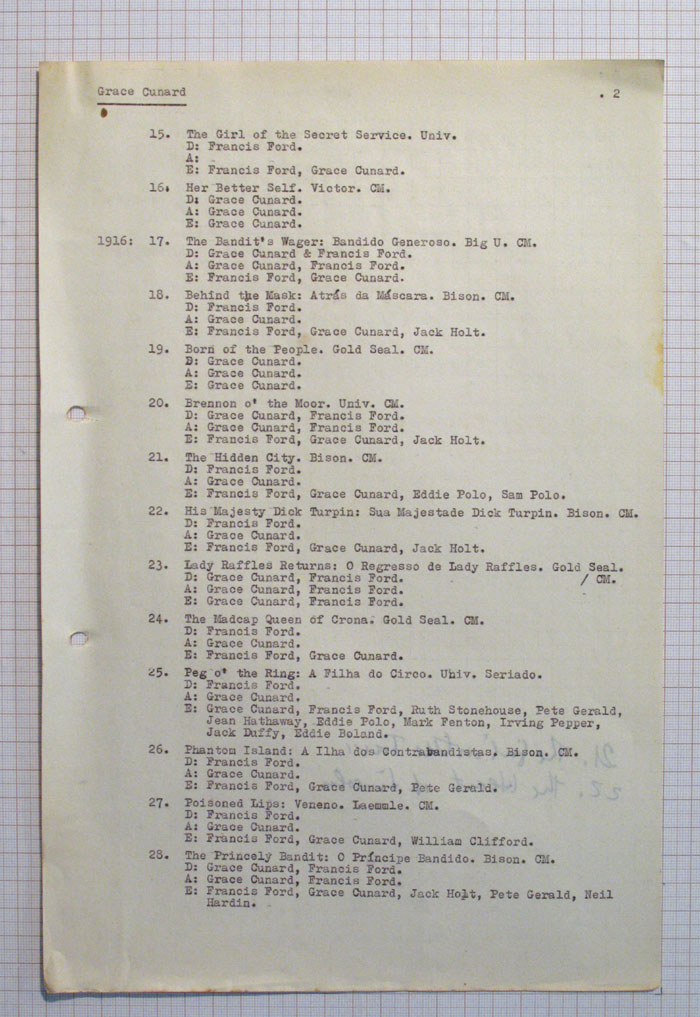 Grace Cunard
. 2
15. The Girl of the Secret Service. Univ.
D: Francis Ford.
A:
E: Francis Ford, Grace Cunard.
16. Her Better Self. Victor. CM.
D: Grace Cunard.
A: Grace Cunard.
E: Grace Cunard.
1916: 17. The Bandit's Wager: Bandido Generoso. Big U. CM.
D: Grace Cunard & Francis Ford.
A: Grace Cunard, Francis Ford.
E: Francis Ford, Grace Cunard.
18. Behind the Mask: Atrás da Máscara. Bison. CM.
D: Francis Ford.
A: Grace Cunard.
E: Francis Ford, Grace Cunard, Jack Holt.
19. Born of the People. Gold Seal. CM.
D: Grace Cunard.
A: Grace Cunard.
E: Grace Cunard.
20. Brennon o' the Moor. Univ. CM.
D: Grace Cunard, Francis Ford.
A: Grace Cunard, Francis Ford.
E: Francis Ford, Grace Cunard, Jack Holt.
21. The Hidden City. Bison. CM.
D: Francis Ford.
A: Grace Cunard.
E: Francis Ford, Grace Cunard, Eddie Polo, Sam Polo.
22. His Majesty Dick Turpin: Sua Majestade Dick Turpin. Bison. CM.
D: Francis Ford.
A: Grace Cunard.
E: Francis Ford, Grace Cunard, Jack Holt.
23. Lady Raffles Returns: O Regresso de Lady Raffles. Gold Seal.
D: Grace Cunard, Francis Ford. / CM.
A: Grace Cunard, Francis Ford.
E: Grace Cunard, Francis Ford.
24. The Madcap Queen of Crona. Gold Seal. CM.
D: Francis Ford.
A: Grace Cunard.
E: Francis Ford, Grace Cunard.
25. Peg o' the Ring: A Filha do Circo. Univ. Seriado.
D: Francis Ford.
A: Grace Cunard.
E: Grace Cunard, Francis Ford, Ruth Stonehouse, Pete Gerald,
Jean Hathaway, Eddie Polo, Mark Fenton, Irving Pepper,
Jack Duffy, Eddie Boland.
26. Phantom Island: A Ilha dos Contrabandistas. Bison. CM.
D: Francis Ford.
A: Grace Cunard.
E: Francis Ford, Grace Cunard, Pete Gerald.
27. Poisoned Lips: Veneno. Laemmle. CM.
D: Francis Ford.
A: Grace Cunard.
E: Francis Ford, Grace Cunard, William Clifford.
28. The Princely Bandit: O Príncipe Bandido. Bison. CM.
D: Grace Cunard, Francis Ford.
A: Grace Cunard, Francis Ford.
E: Francis Ford, Grace Cunard, Jack Holt, Pete Gerald, Neil
Hardin.